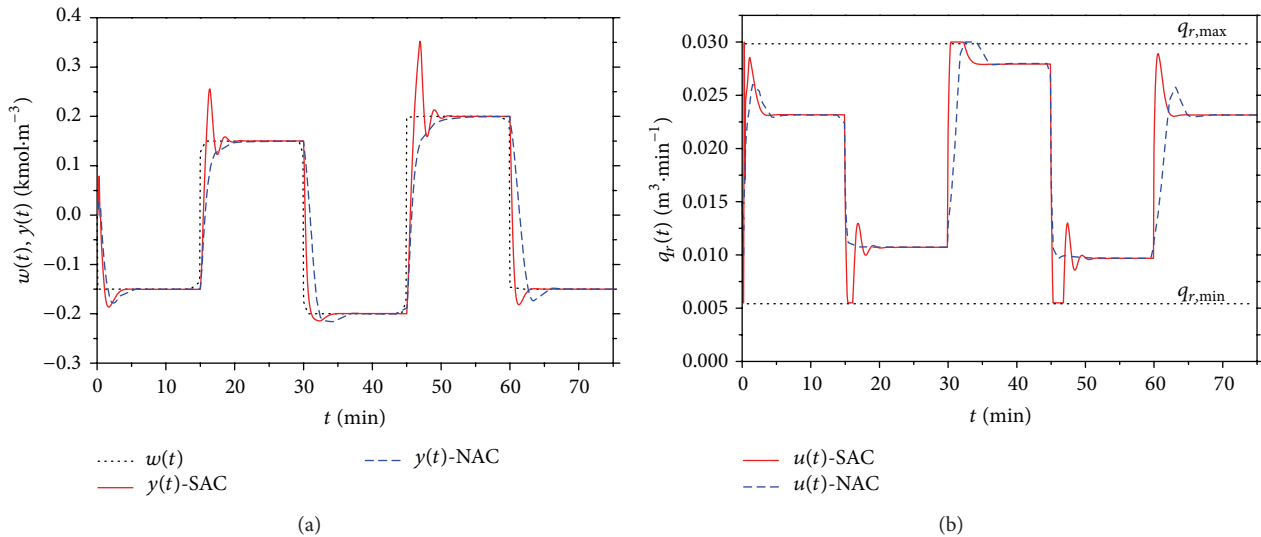 0.4
0.3
0.2
0.1
0.0
−0.1
−0.2
−0.3
w(t), y(t) (kmol·m⁻³)
0 10 20 30 40 50 60 70
t (min)
w(t)
y(t)-SAC
y(t)-NAC
(a)
0.030
0.025
0.020
0.015
0.010
0.005
0.000
q_r(t) (m³·min⁻¹)
q_{r,max}
q_{r,min}
0 10 20 30 40 50 60 70
t (min)
u(t)-SAC
u(t)-NAC
(b)